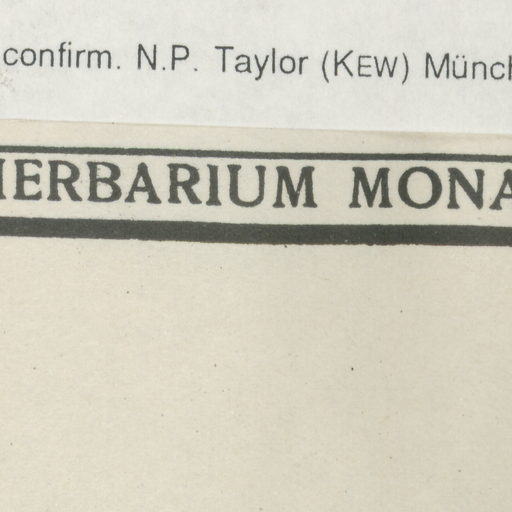 confirm. N.P. Taylor (KEW) Münch
HERBARIUM MONA